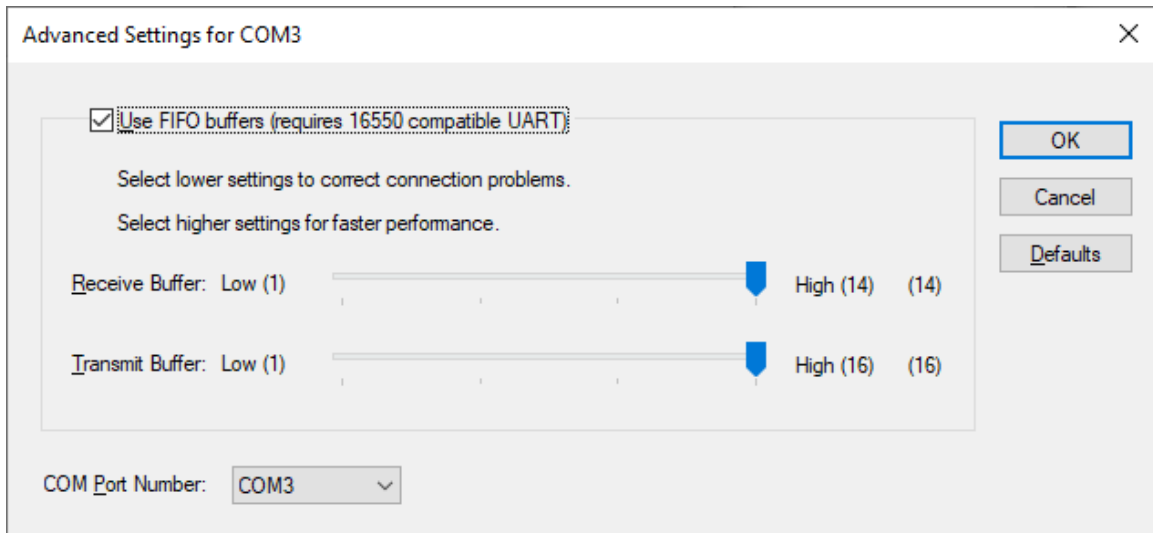 Advanced Settings for COM3
Use FIFO buffers (requires 16550 compatible UART)
OK
Select lower settings to correct connection problems.
Cancel
Select higher settings for faster performance.
Defaults
Receive Buffer: Low (1) High (14) (14)
Transmit Buffer: Low (1) High (16) (16)
COM Port Number: COM3